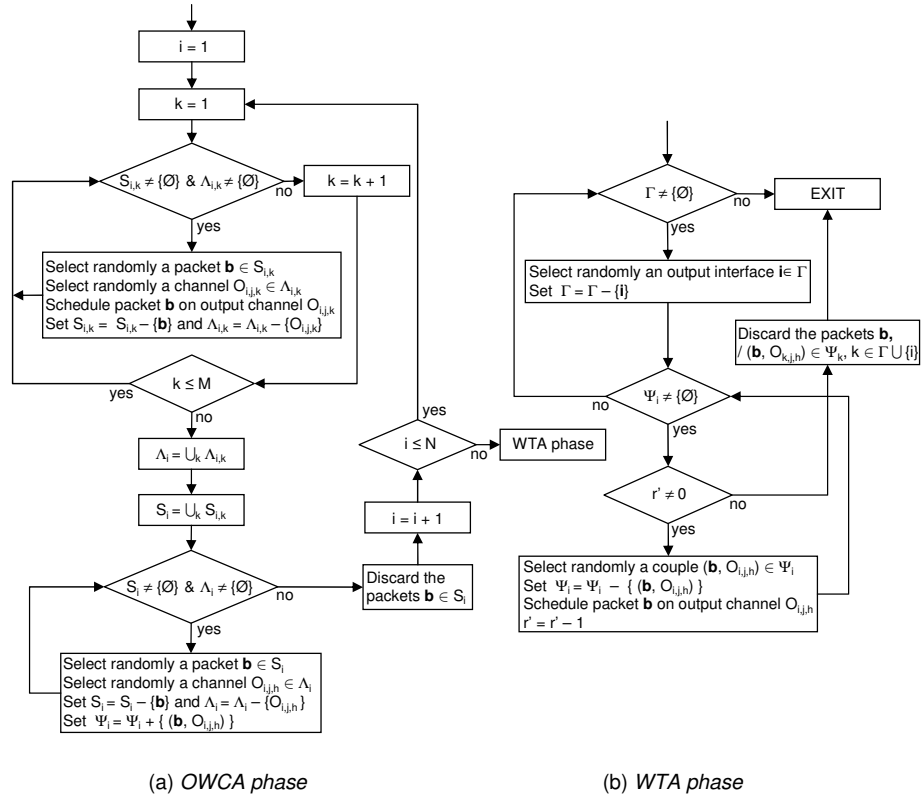 i = 1
k = 1
S_{i,k} ≠ {Ø} & Λ_{i,k} ≠ {Ø}
no
k = k + 1
yes
Select randomly a packet b ∈ S_{i,k}
Select randomly a channel O_{i,j,k} ∈ Λ_{i,k}
Schedule packet b on output channel O_{i,j,k}
Set S_{i,k} = S_{i,k} – {b} and Λ_{i,k} = Λ_{i,k} – {O_{i,j,k}}
k ≤ M
yes
no
Λ_i = ∪_k Λ_{i,k}
S_i = ∪_k S_{i,k}
S_i ≠ {Ø} & Λ_i ≠ {Ø}
no
yes
Select randomly a packet b ∈ S_i
Select randomly a channel O_{i,j,h} ∈ Λ_i
Set S_i = S_i – {b} and Λ_i = Λ_i – {O_{i,j,h}}
Set Ψ_i = Ψ_i + { (b, O_{i,j,h}) }
Discard the
packets b ∈ S_i
i = i + 1
yes
i ≤ N
no
WTA phase
(a) OWCA phase
Γ ≠ {Ø}
no
EXIT
yes
Select randomly an output interface i ∈ Γ
Set Γ = Γ – {i}
Discard the packets b,
/ (b, O_{k,j,h}) ∈ Ψ_k, k ∈ Γ ∪ {i}
Ψ_i ≠ {Ø}
no
yes
r' ≠ 0
no
yes
Select randomly a couple (b, O_{i,j,h}) ∈ Ψ_i
Set Ψ_i = Ψ_i – { (b, O_{i,j,h}) }
Schedule packet b on output channel O_{i,j,h}
r' = r' – 1
(b) WTA phase